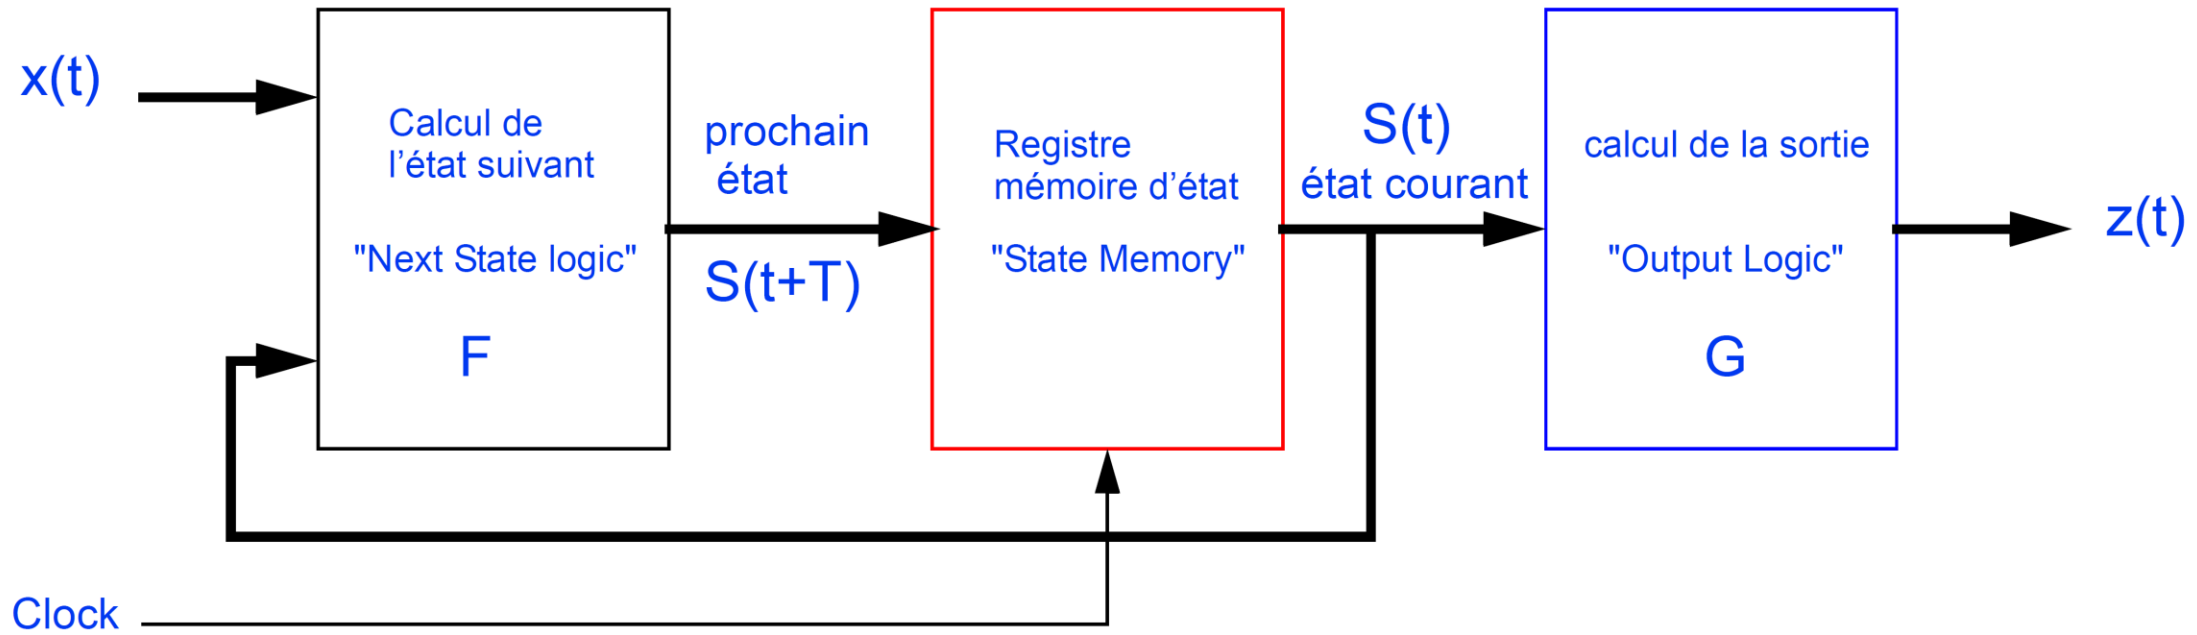 x(t)
Calcul de
l’état suivant
"Next State logic"
F
prochain
état
S(t+T)
Registre
mémoire d’état
"State Memory"
S(t)
état courant
calcul de la sortie
"Output Logic"
G
z(t)
Clock